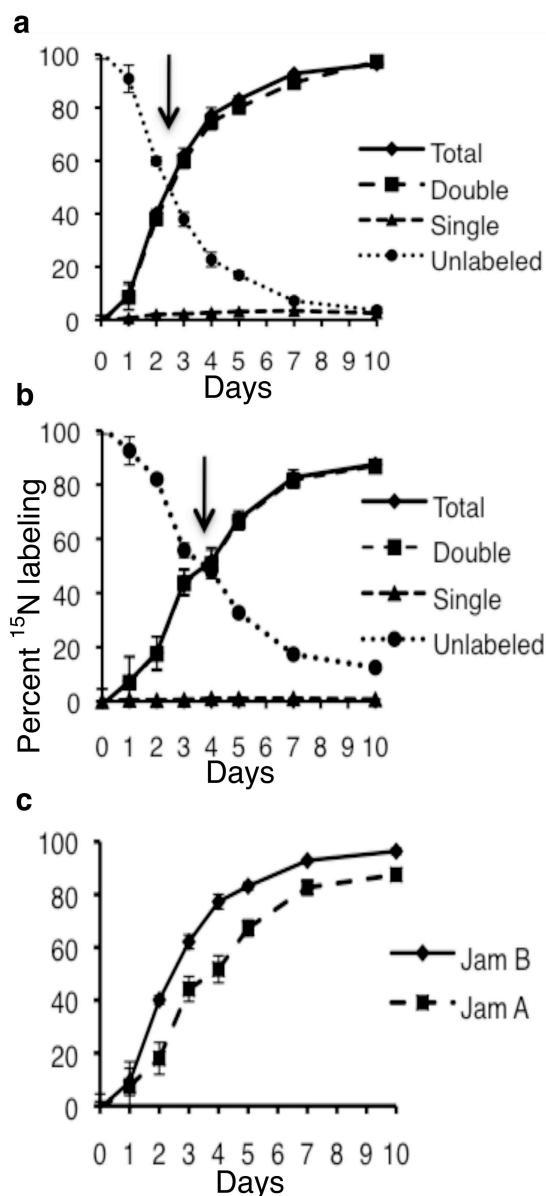 a
100
80
60
40
20
0
0 1 2 3 4 5 6 7 8 9 10
Days
Total
Double
Single
Unlabeled
b
Percent ¹⁵N labeling
100
80
60
40
20
0
0 1 2 3 4 5 6 7 8 9 10
Days
Total
Double
Single
Unlabeled
c
100
80
60
40
20
0
0 1 2 3 4 5 6 7 8 9 10
Days
Jam B
Jam A